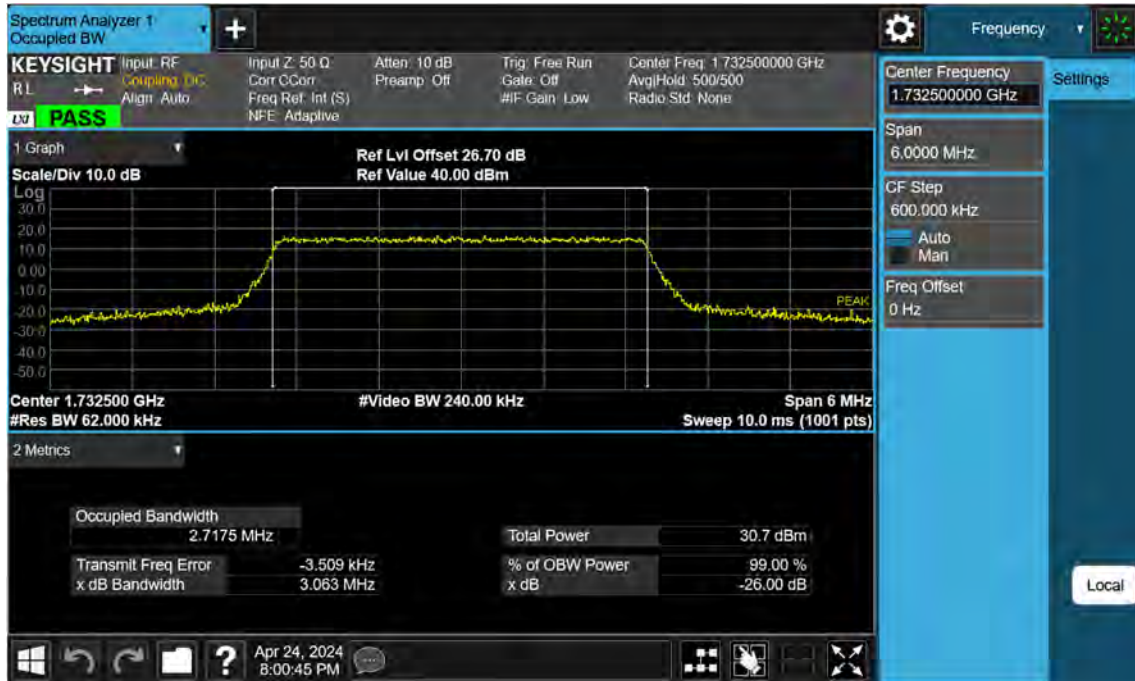 Spectrum Analyzer 1
Occupied BW
Frequency
KEYSIGHT
R L
LXI
PASS
Input: RF
Coupling: DC
Align: Auto
Input Z: 50 Ω
Corr CCorr
Freq Ref: Int (S)
NFE: Adaptive
Atten: 10 dB
Preamp: Off
Trig: Free Run
Gate: Off
#IF Gain: Low
Center Freq: 1.732500000 GHz
Avg|Hold: 500/500
Radio Std: None
Center Frequency
1.732500000 GHz
Settings
Span
6.0000 MHz
CF Step
600.000 kHz
Auto
Man
Freq Offset
0 Hz
1 Graph
Scale/Div 10.0 dB
Ref Lvl Offset 26.70 dB
Ref Value 40.00 dBm
Log
30.0
20.0
10.0
0.00
-10.0
-20.0
-30.0
-40.0
-50.0
PEAK
Center 1.732500 GHz
#Video BW 240.00 kHz
Span 6 MHz
#Res BW 62.000 kHz
Sweep 10.0 ms (1001 pts)
2 Metrics
Occupied Bandwidth
2.7175 MHz
Total Power 30.7 dBm
Transmit Freq Error -3.509 kHz
% of OBW Power 99.00 %
x dB Bandwidth 3.063 MHz
x dB -26.00 dB
Local
?
Apr 24, 2024
8:00:45 PM